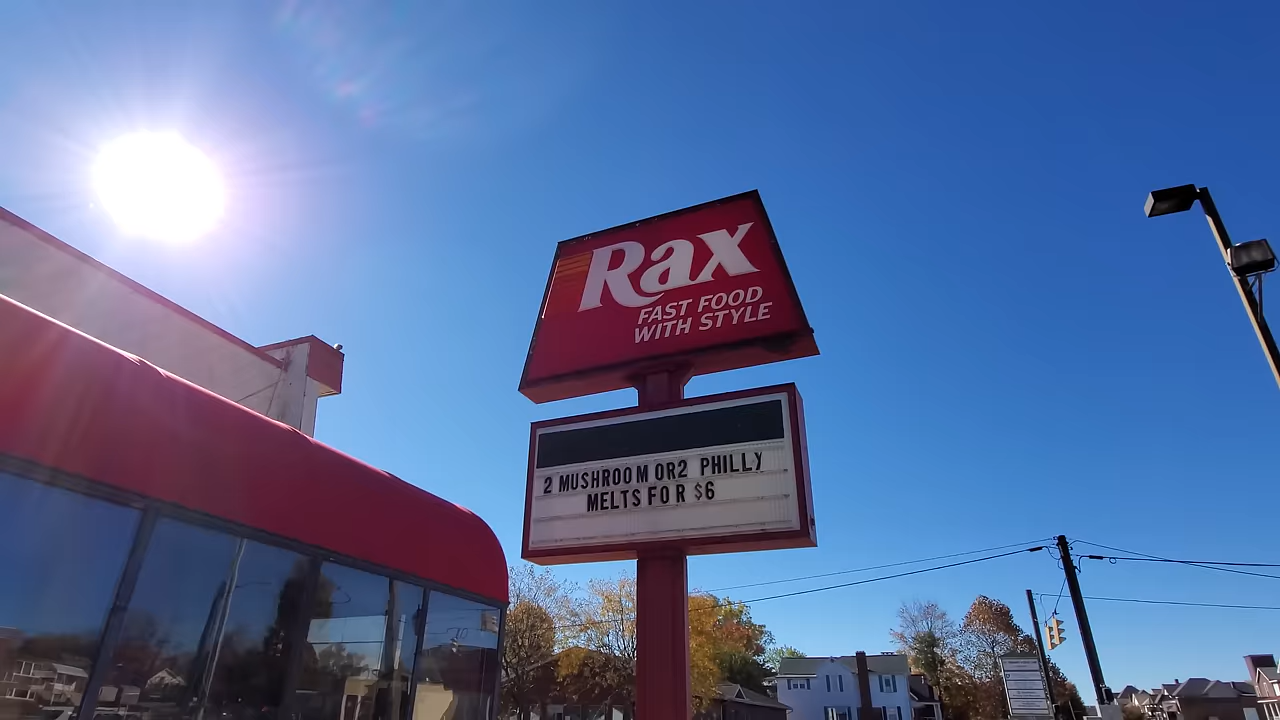 Rax
FAST FOOD
WITH STYLE
2 MUSHROOM OR2 PHILLY
MELTS FOR $6